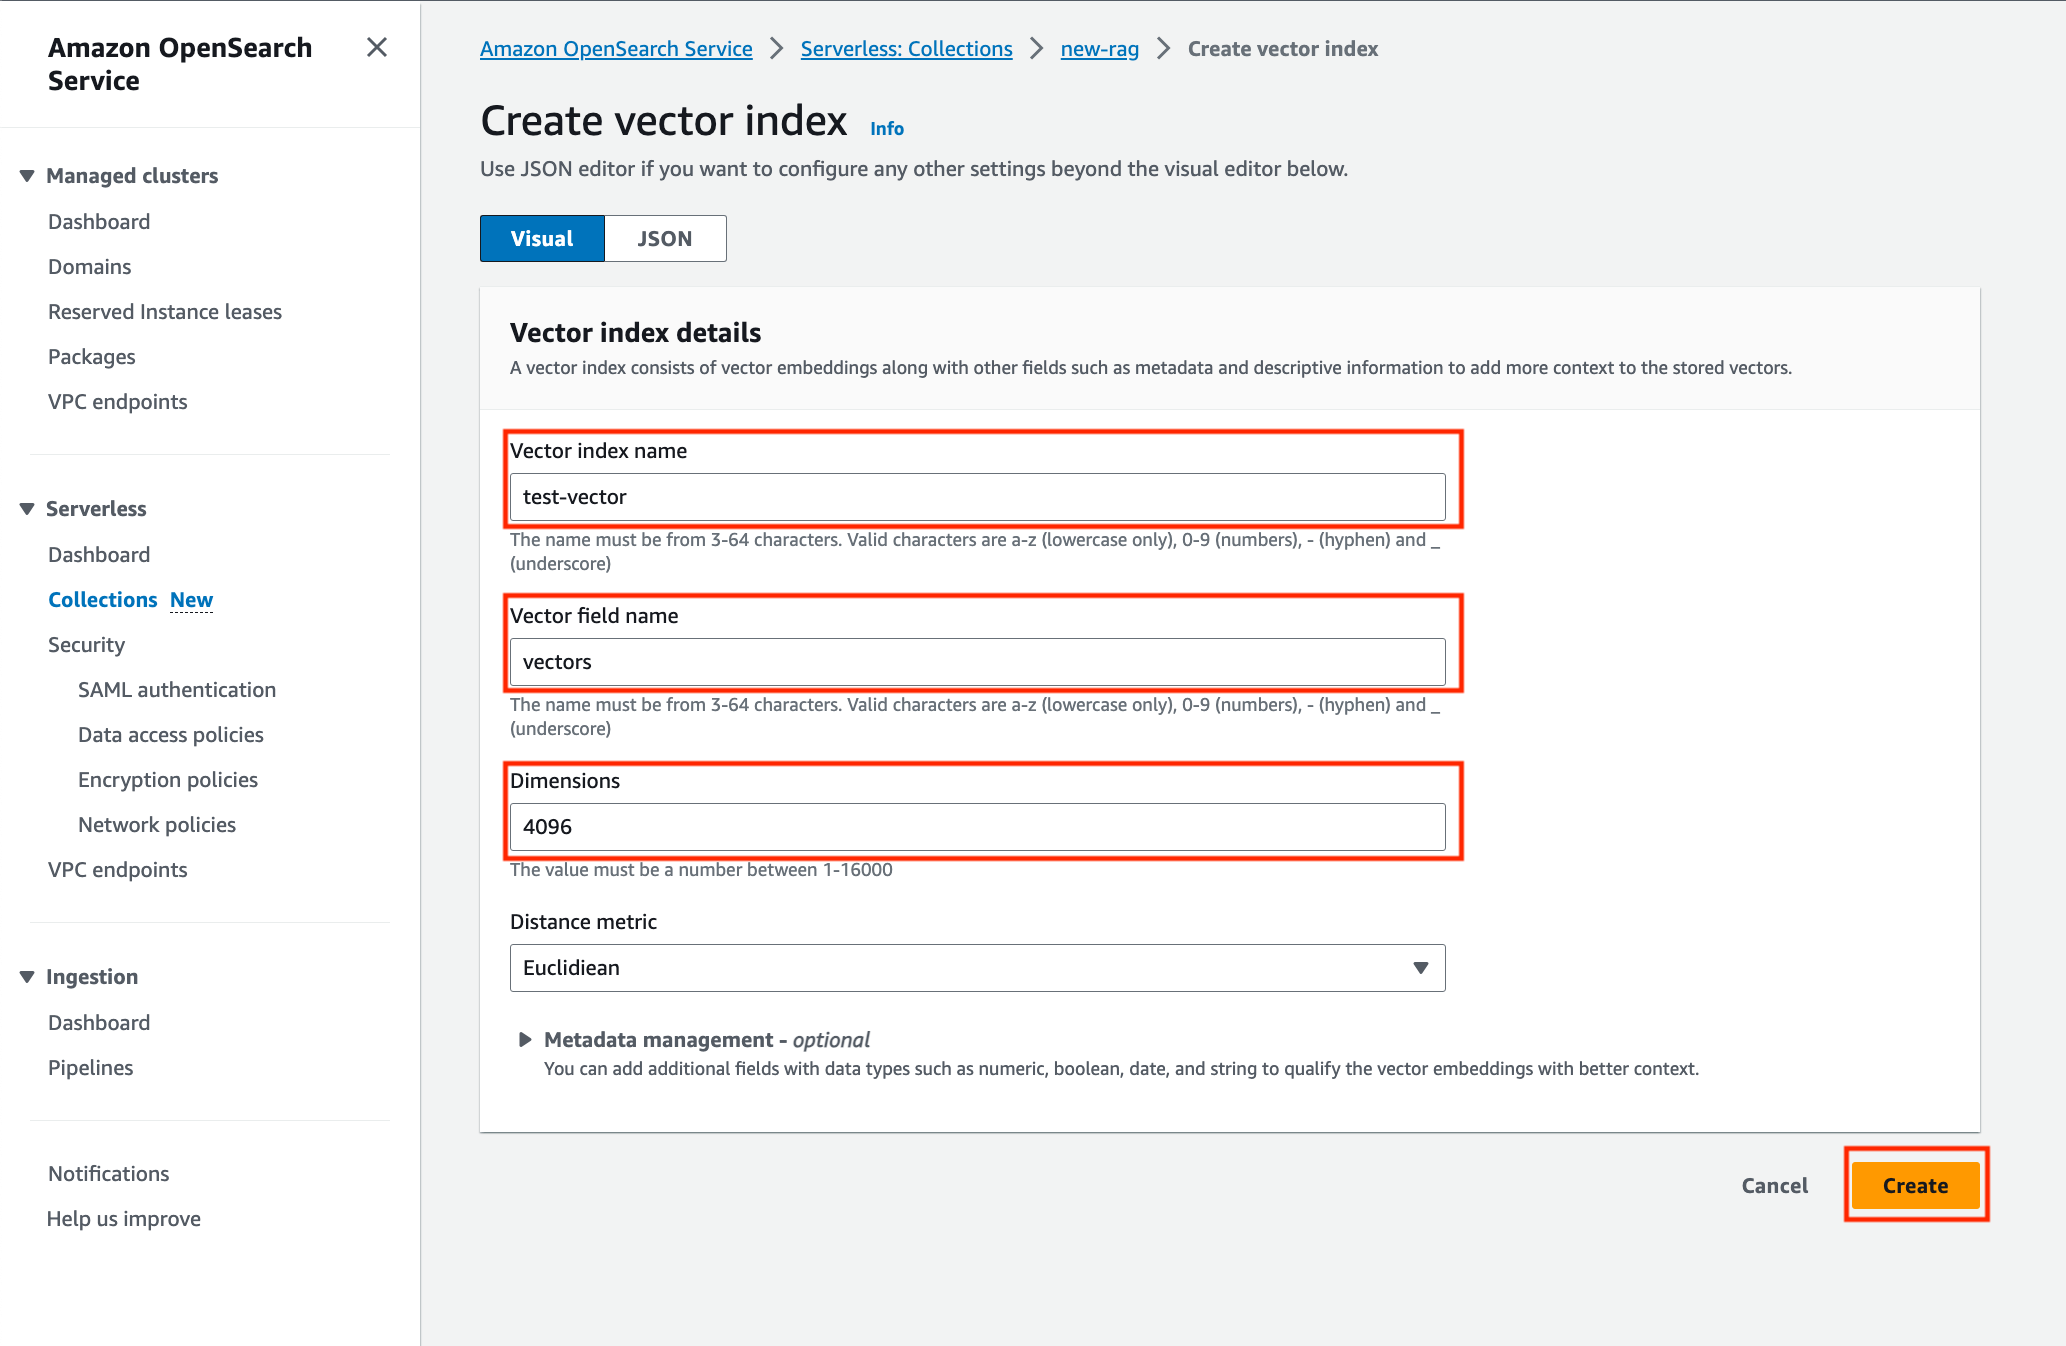 Amazon OpenSearch
Service
Managed clusters
Dashboard
Domains
Reserved Instance leases
Packages
VPC endpoints
Serverless
Dashboard
Collections New
Security
SAML authentication
Data access policies
Encryption policies
Network policies
VPC endpoints
Ingestion
Dashboard
Pipelines
Notifications
Help us improve
Amazon OpenSearch Service > Serverless: Collections > new-rag > Create vector index
Create vector index Info
Use JSON editor if you want to configure any other settings beyond the visual editor below.
Visual JSON
Vector index details
A vector index consists of vector embeddings along with other fields such as metadata and descriptive information to add more context to the stored vectors.
Vector index name
test-vector
The name must be from 3-64 characters. Valid characters are a-z (lowercase only), 0-9 (numbers), - (hyphen) and _
(underscore)
Vector field name
vectors
The name must be from 3-64 characters. Valid characters are a-z (lowercase only), 0-9 (numbers), - (hyphen) and _
(underscore)
Dimensions
4096
The value must be a number between 1-16000
Distance metric
Euclidiean
Metadata management - optional
You can add additional fields with data types such as numeric, boolean, date, and string to qualify the vector embeddings with better context.
Cancel Create